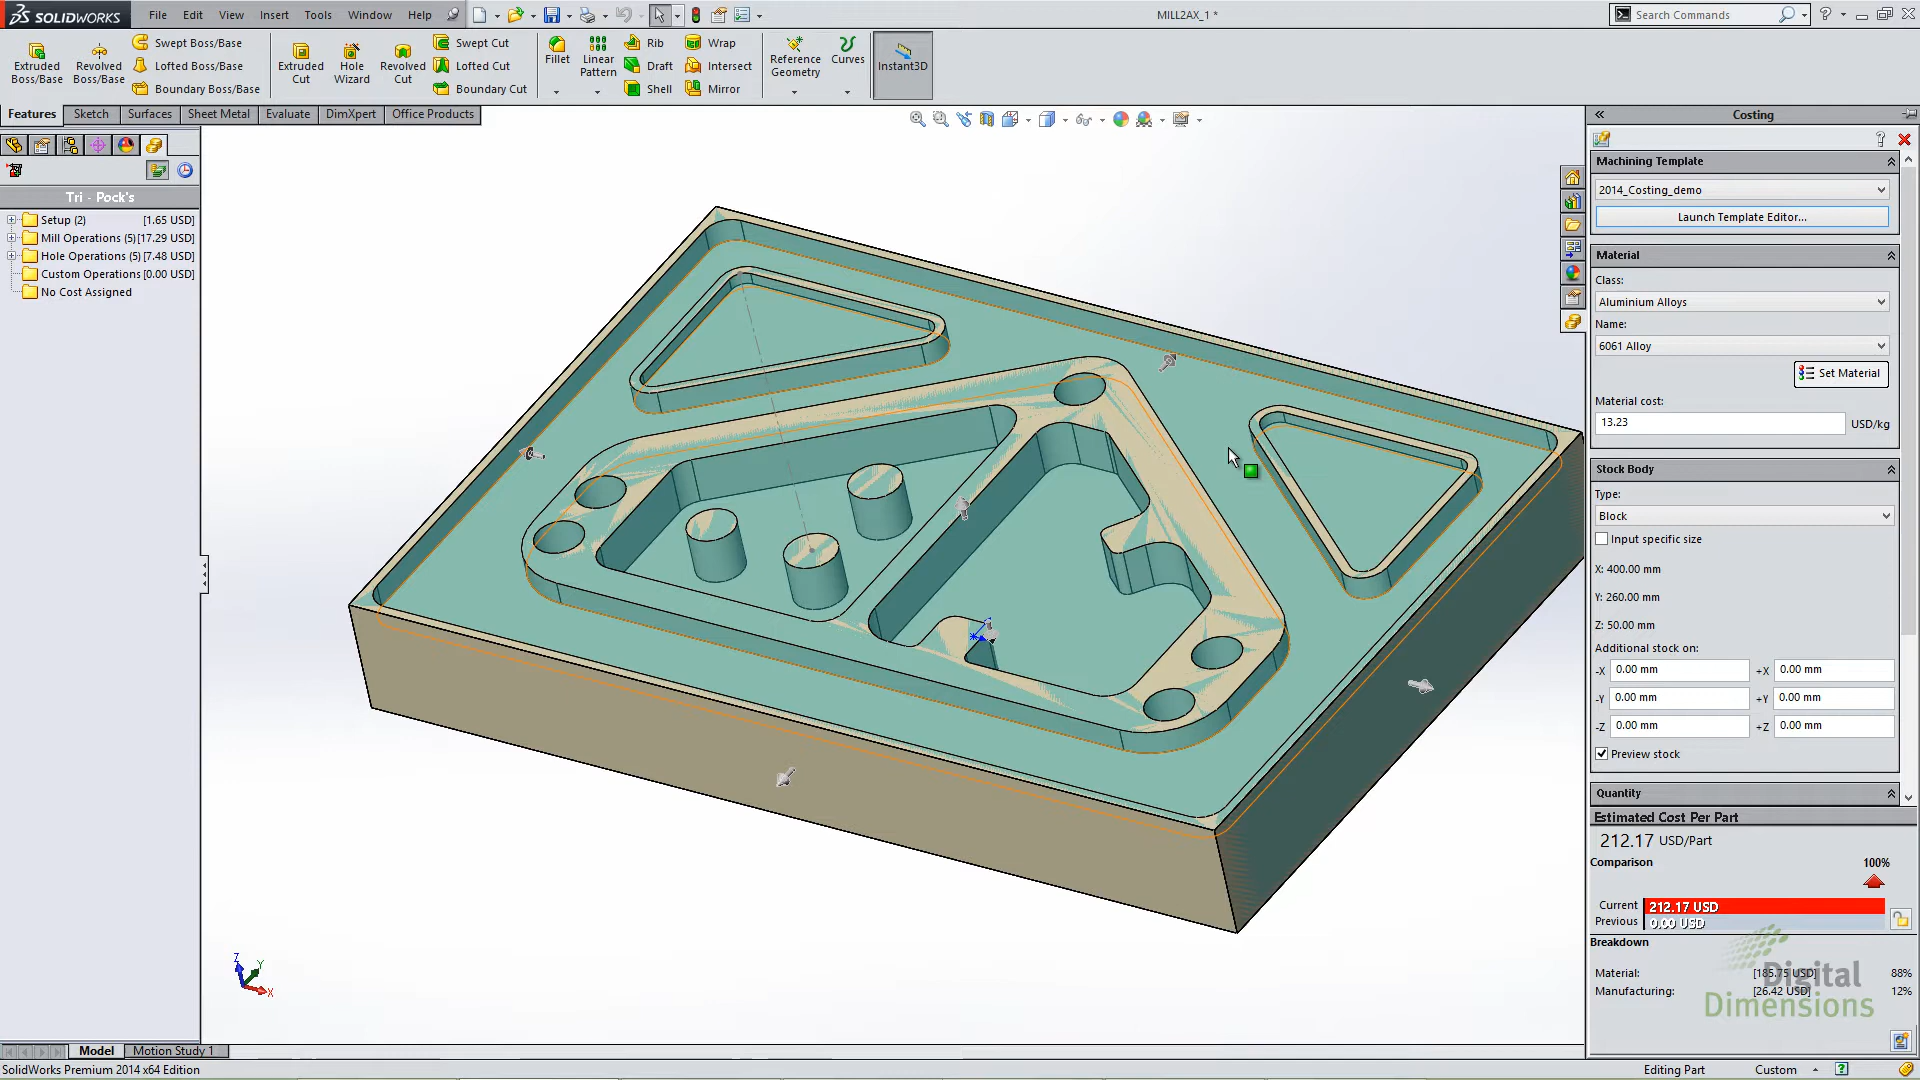 SOLIDWORKS File Edit View Insert Tools Window Help MILL2AX_1 * Search Commands
Extruded Boss/Base
Revolved Boss/Base
Swept Boss/Base
Lofted Boss/Base
Boundary Boss/Base
Extruded Cut
Hole Wizard
Revolved Cut
Swept Cut
Lofted Cut
Boundary Cut
Fillet
Linear Pattern
Rib
Draft
Shell
Wrap
Intersect
Mirror
Reference Geometry
Curves
Instant3D
Features Sketch Surfaces Sheet Metal Evaluate DimXpert Office Products
Tri - Pock's
Setup (2) [1.65 USD]
Mill Operations (5)[17.29 USD]
Hole Operations (5)[7.48 USD]
Custom Operations [0.00 USD]
No Cost Assigned
Z
Y
X
Costing
Machining Template
2014_Costing_demo
Launch Template Editor...
Material
Class:
Aluminium Alloys
Name:
6061 Alloy
Set Material
Material cost:
13.23 USD/kg
Stock Body
Type:
Block
Input specific size
X: 400.00 mm
Y: 260.00 mm
Z: 50.00 mm
Additional stock on:
-X 0.00 mm +X 0.00 mm
-Y 0.00 mm +Y 0.00 mm
-Z 0.00 mm +Z 0.00 mm
Preview stock
Quantity
Estimated Cost Per Part
212.17 USD/Part
Comparison 100%
Current 212.17 USD
Previous 0.00 USD
Breakdown
Material: [185.75 USD] 88%
Manufacturing: [26.42 USD] 12%
Digital
Dimensions
Model Motion Study 1
SolidWorks Premium 2014 x64 Edition Editing Part Custom